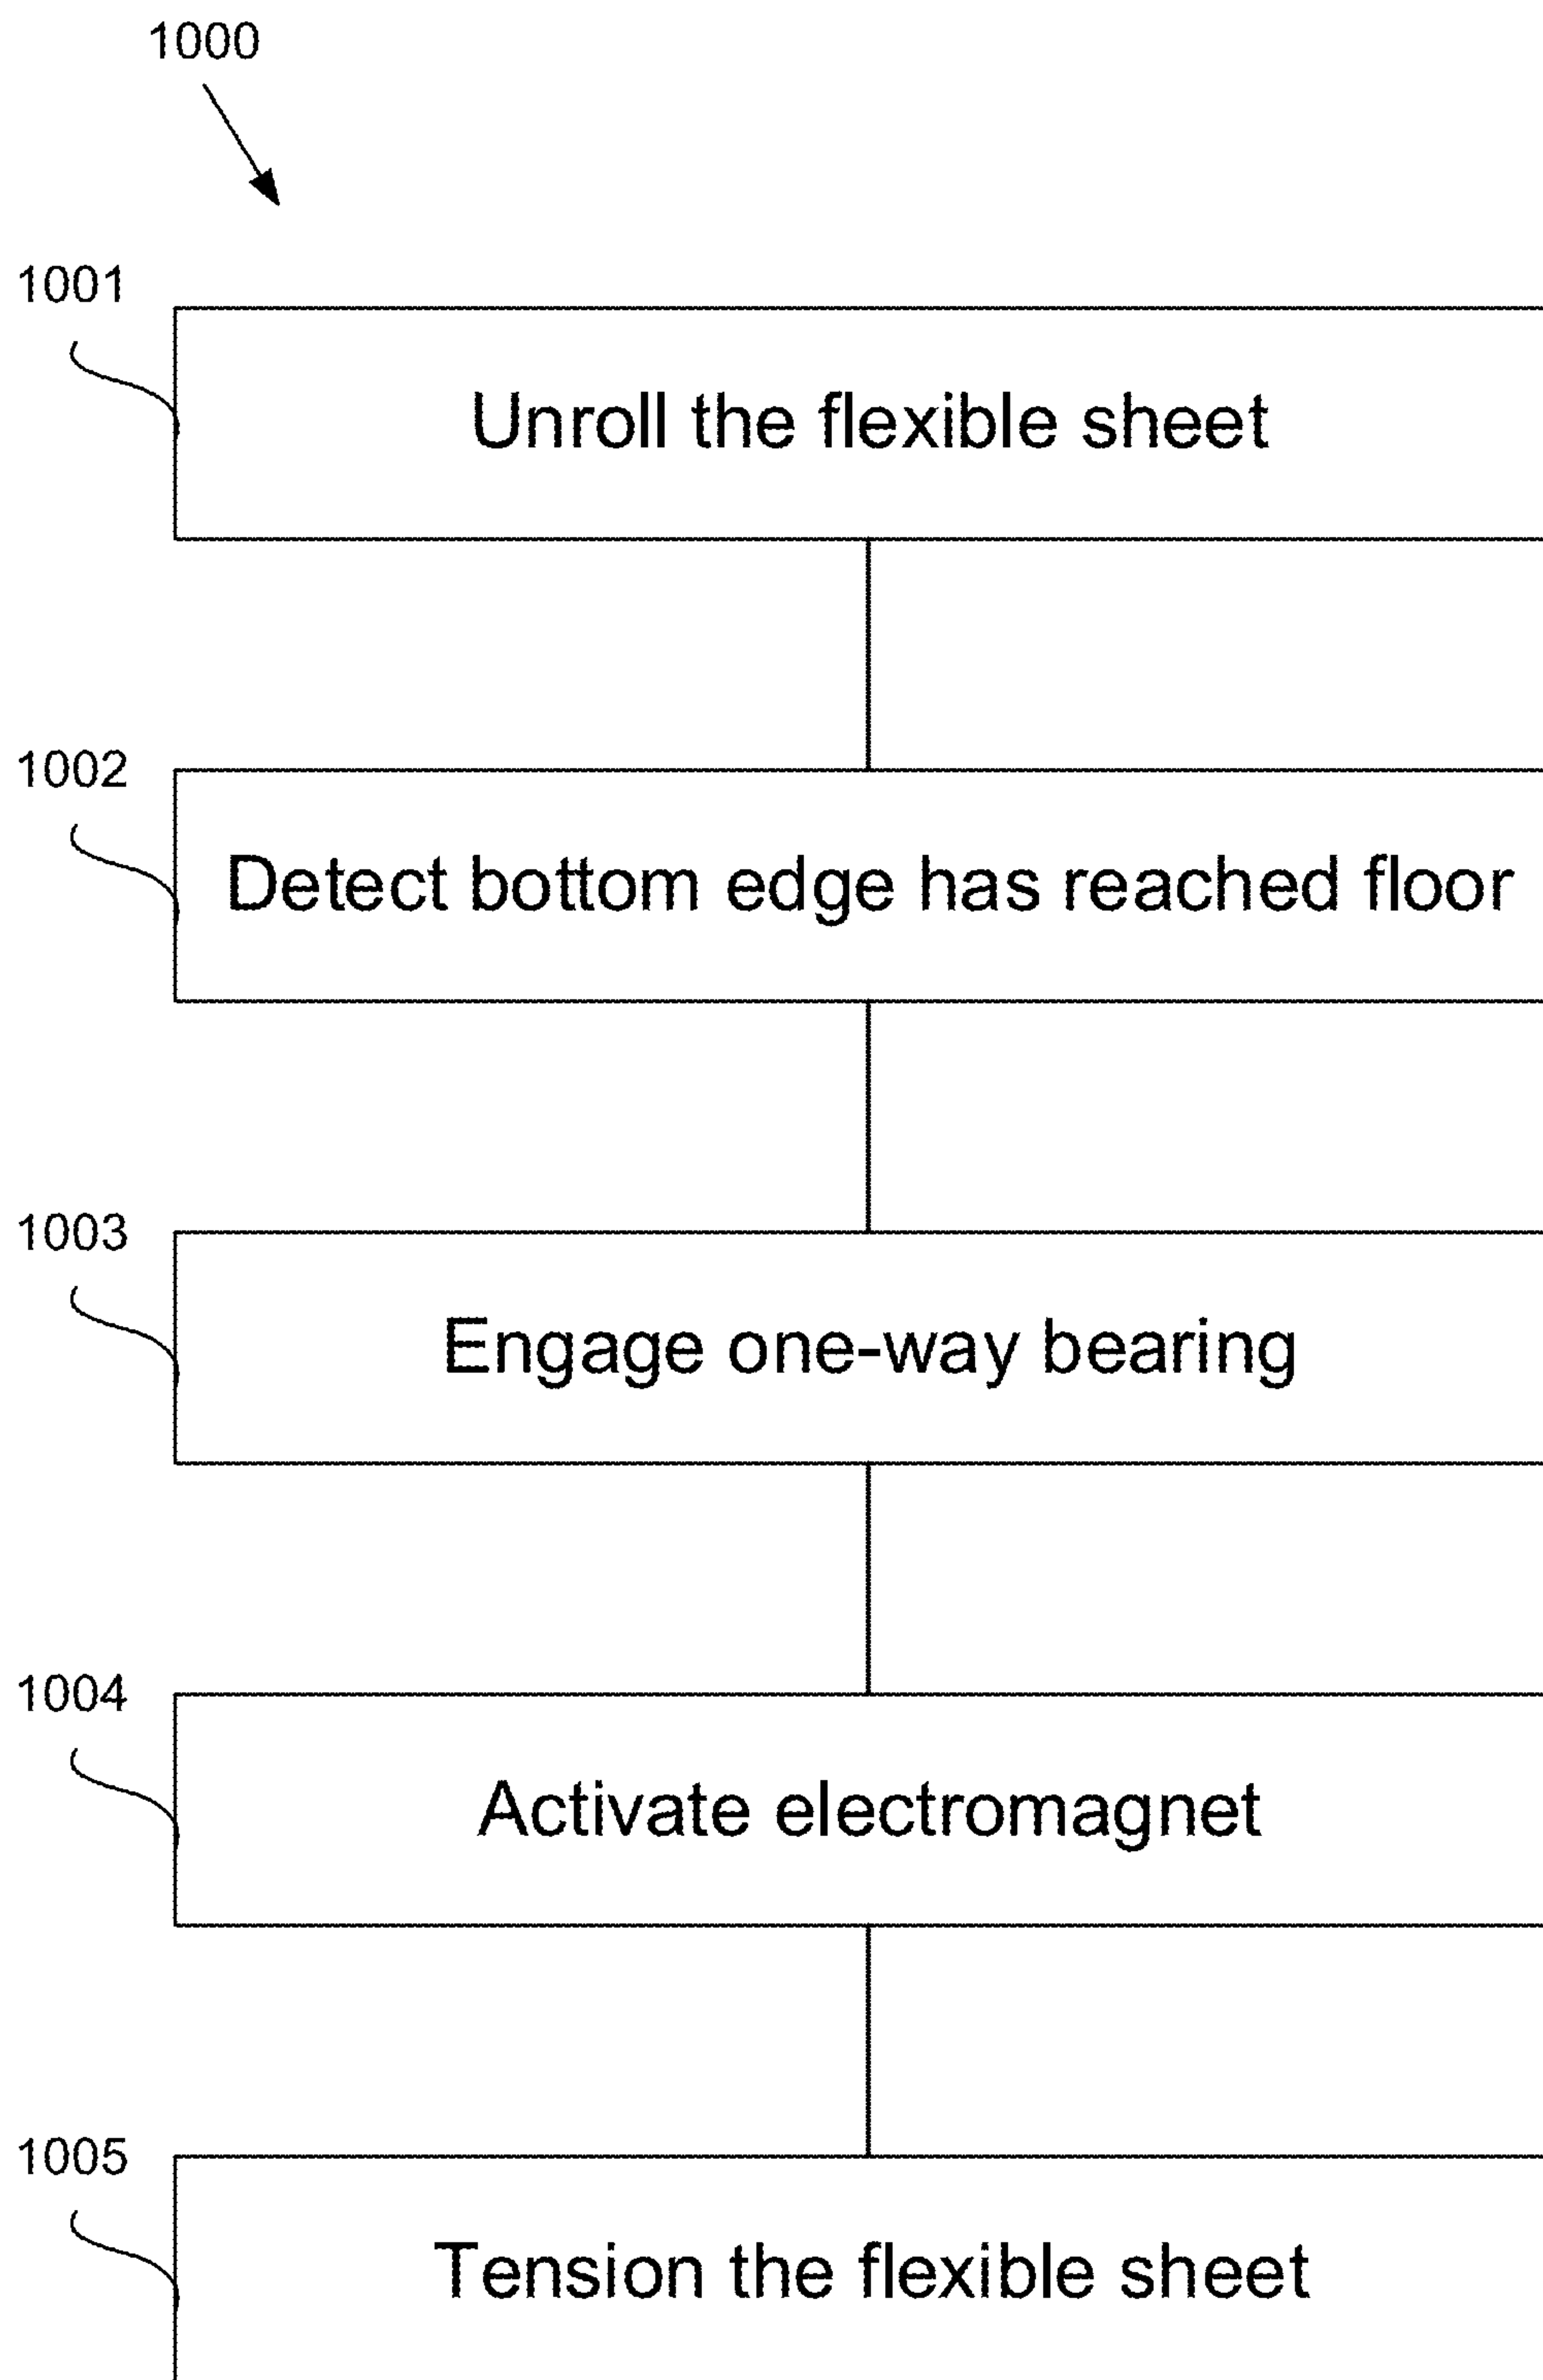 1000
1001
Unroll the flexible sheet
1002
Detect bottom edge has reached floor
1003
Engage one-way bearing
1004
Activate electromagnet
1005
Tension the flexible sheet